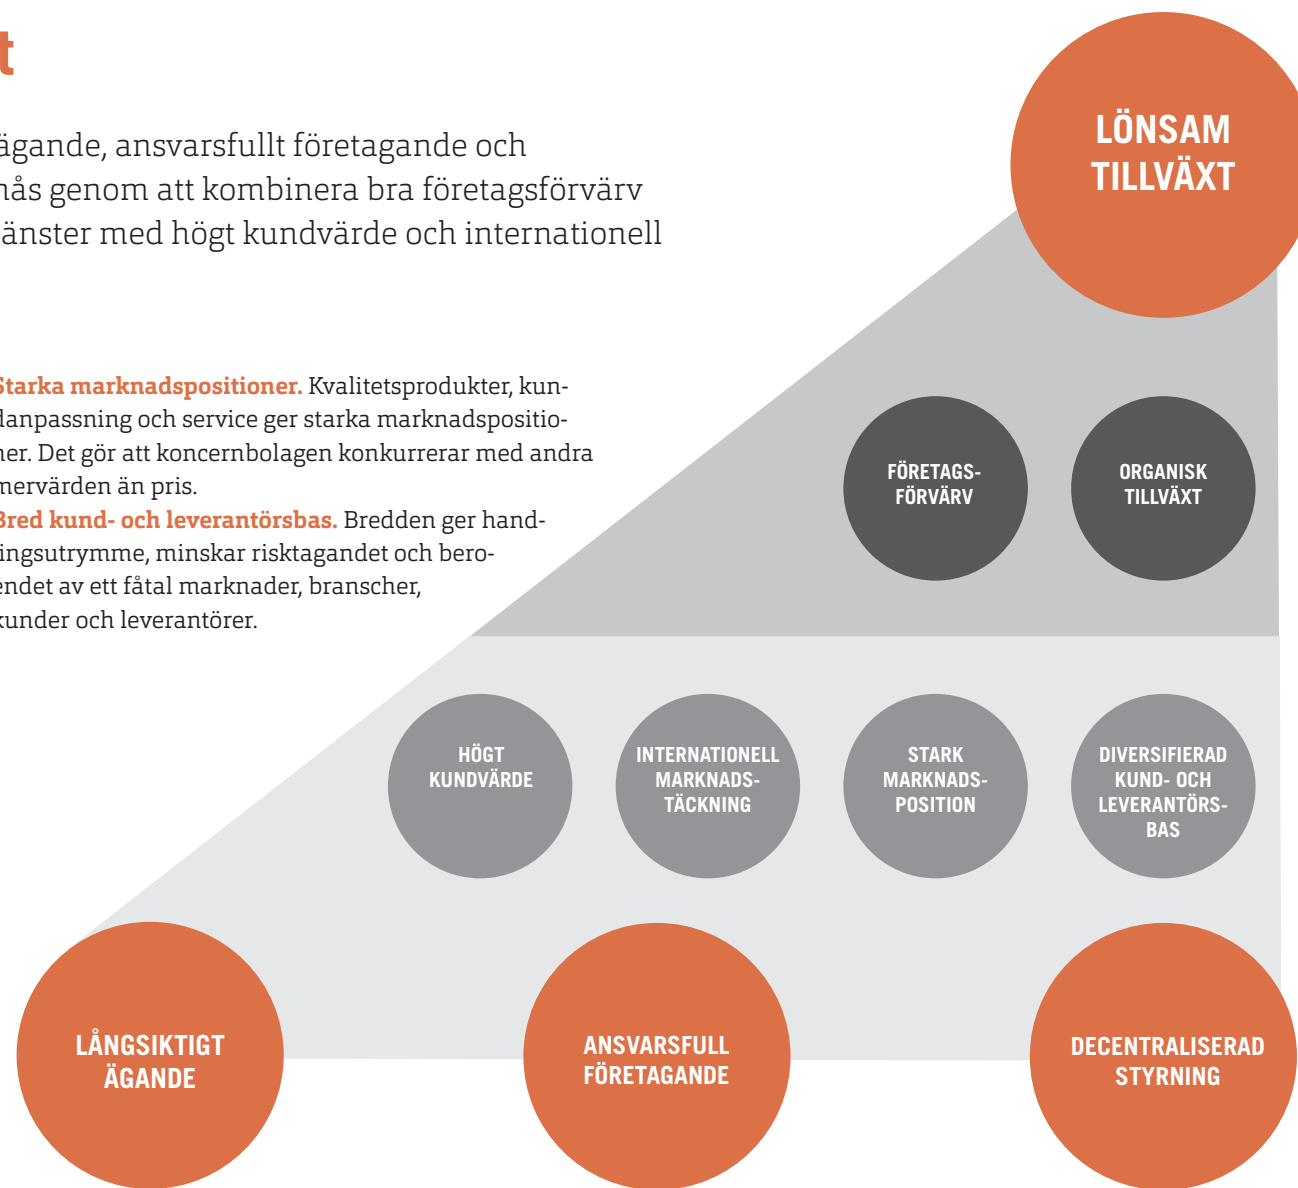 t
ägande, ansvarsfullt företagande och
nås genom att kombinera bra företagsförvärv
änster med högt kundvärde och internationell
Starka marknadspositioner. Kvalitetsprodukter, kun-
danpassning och service ger starka marknadspositio-
ner. Det gör att koncernbolagen konkurrerar med andra
mervärden än pris.
Bred kund- och leverantörsbas. Bredden ger hand-
ingsutrymme, minskar risktagandet och bero-
endet av ett fåtal marknader, branscher,
kunder och leverantörer.
LÖNSAM
TILLVÄXT
FÖRETAGS-
FÖRVÄRV
ORGANISK
TILLVÄXT
HÖGT
KUNDVÄRDE
INTERNATIONELL
MARKNADS-
TÄCKNING
STARK
MARKNADS-
POSITION
DIVERSIFIERAD
KUND- OCH
LEVERANTÖRS-
BAS
LÅNGSIKTIGT
ÄGANDE
ANSVARSFULL
FÖRETAGANDE
DECENTRALISERAD
STYRNING